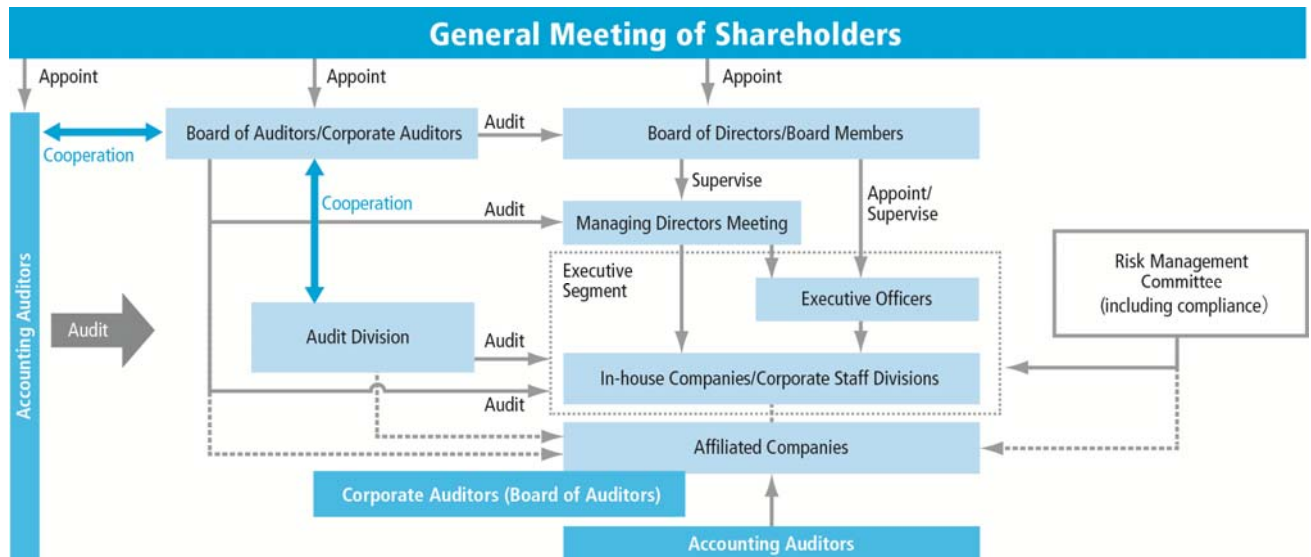 General Meeting of Shareholders
Appoint
Appoint
Appoint
Accounting Auditors
Cooperation
Board of Auditors/Corporate Auditors
Audit
Board of Directors/Board Members
Supervise
Appoint/
Supervise
Cooperation
Audit
Managing Directors Meeting
Executive
Segment
Executive Officers
Risk Management
Committee
(including compliance)
Audit
Audit Division
Audit
In-house Companies/Corporate Staff Divisions
Audit
Affiliated Companies
Corporate Auditors (Board of Auditors)
Accounting Auditors